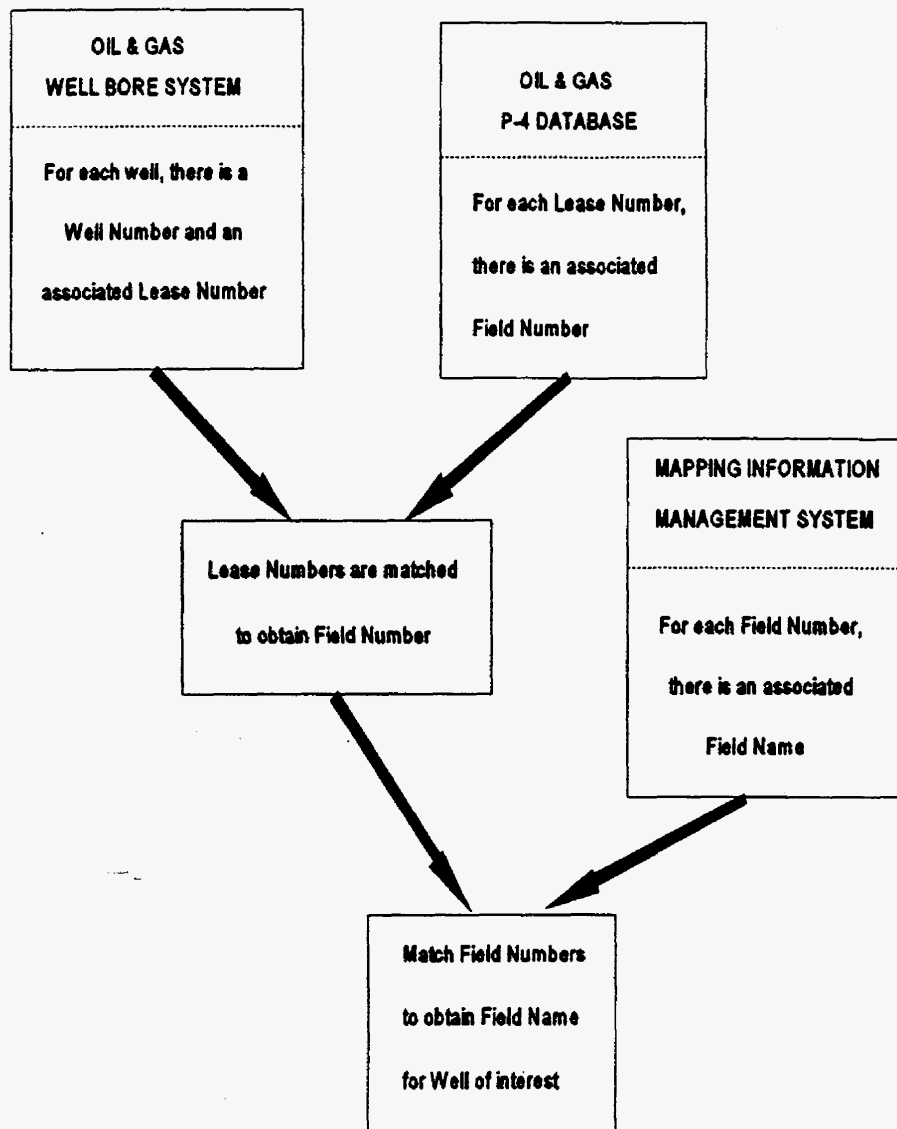 OIL & GAS
WELL BORE SYSTEM
For each well, there is a
Well Number and an
associated Lease Number
OIL & GAS
P-4 DATABASE
For each Lease Number,
there is an associated
Field Number
MAPPING INFORMATION
MANAGEMENT SYSTEM
For each Field Number,
there is an associated
Field Name
Lease Numbers are matched
to obtain Field Number
Match Field Numbers
to obtain Field Name
for Well of interest